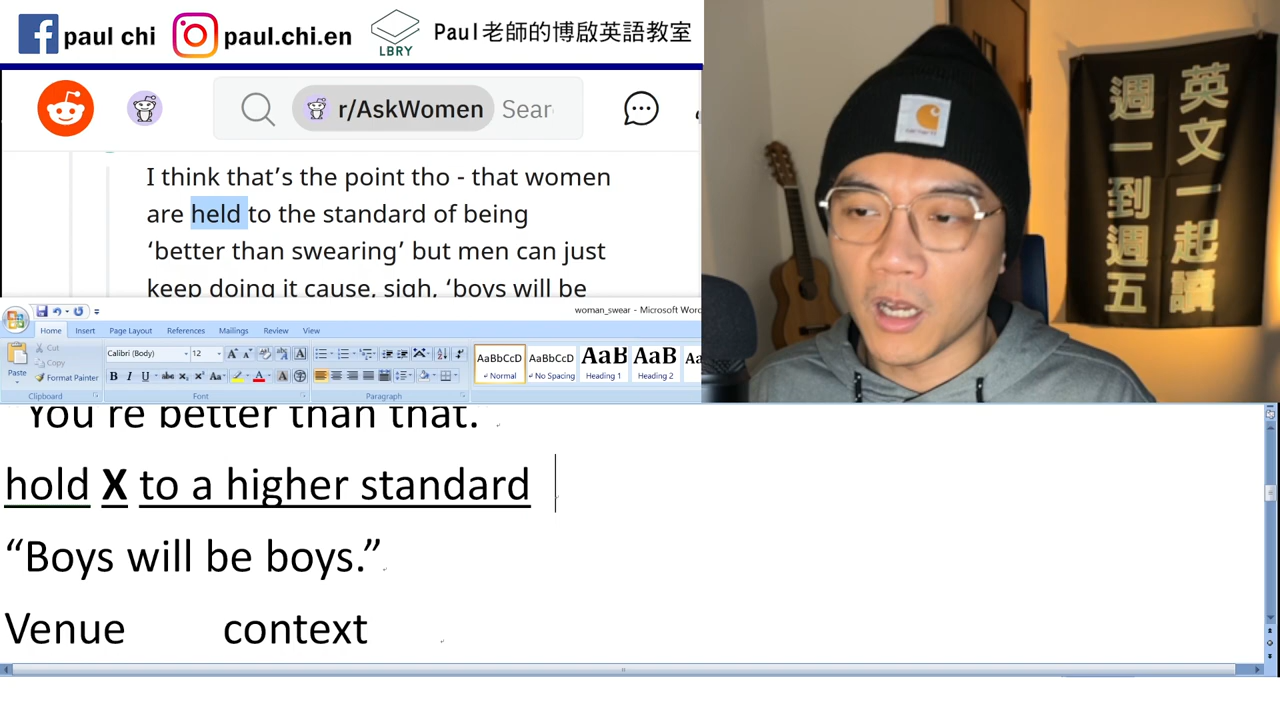 paul chi
paul.chi.en
LBRY
Paul老師的博啟英語教室
r/AskWomen
Sear
I think that's the point tho - that women
are held to the standard of being
‘better than swearing’ but men can just
keep doing it cause, sigh, ‘boys will be
woman_swear - Microsoft Word
Home Insert Page Layout References Mailings Review View
Cut
Copy
Format Painter
Paste
Calibri (Body) 12
AaBbCcD AaBbCcD AaB AaB Aa
Normal No Spacing Heading 1 Heading 2
Clipboard Font Paragraph
“You're better than that.”
hold X to a higher standard
“Boys will be boys.”
Venue context
英文一起讀
週一到週五
carhartt